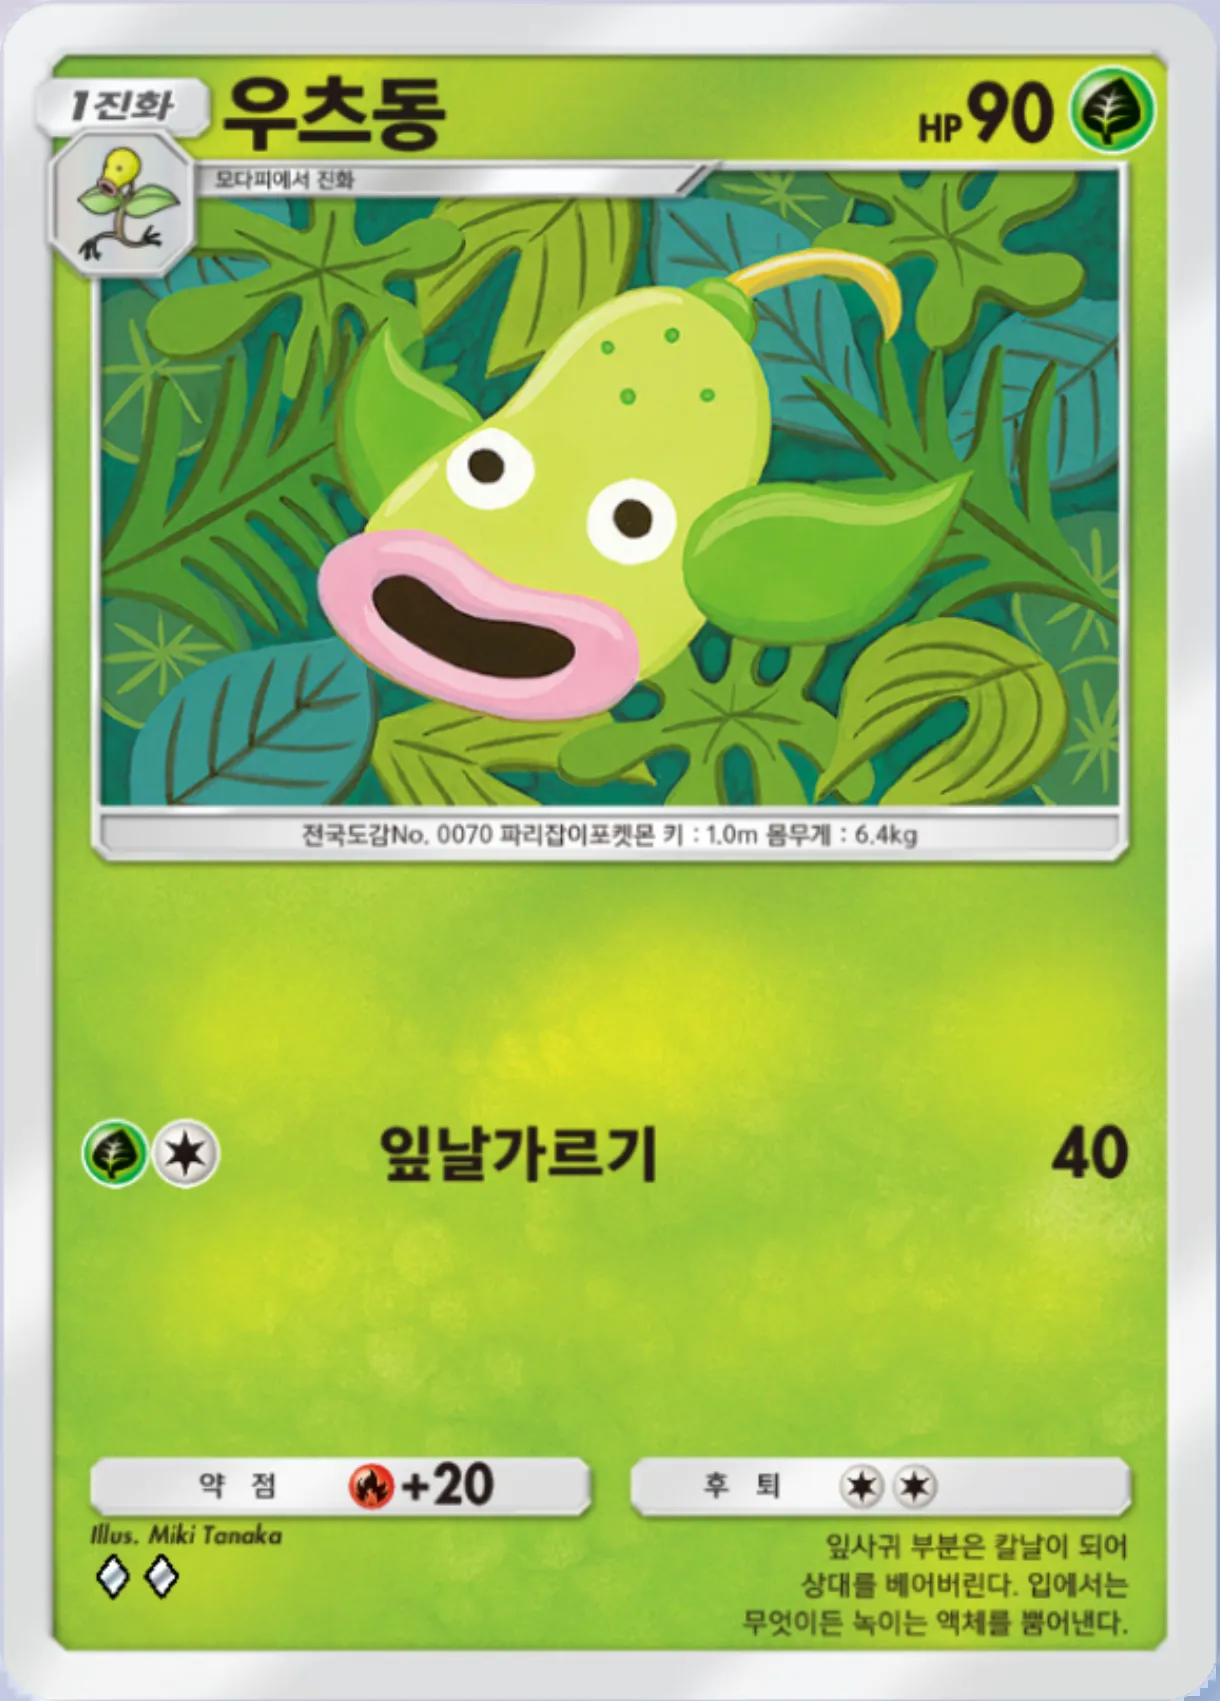 1진화
우츠동
HP 90
모다피에서 진화
전국도감No. 0070 파리잡이포켓몬 키 : 1.0m 몸무게 : 6.4kg
잎날가르기 40
약 점 +20
후 퇴
Illus. Miki Tanaka
잎사귀 부분은 칼날이 되어
상대를 베어버린다. 입에서는
무엇이든 녹이는 액체를 뿜어낸다.